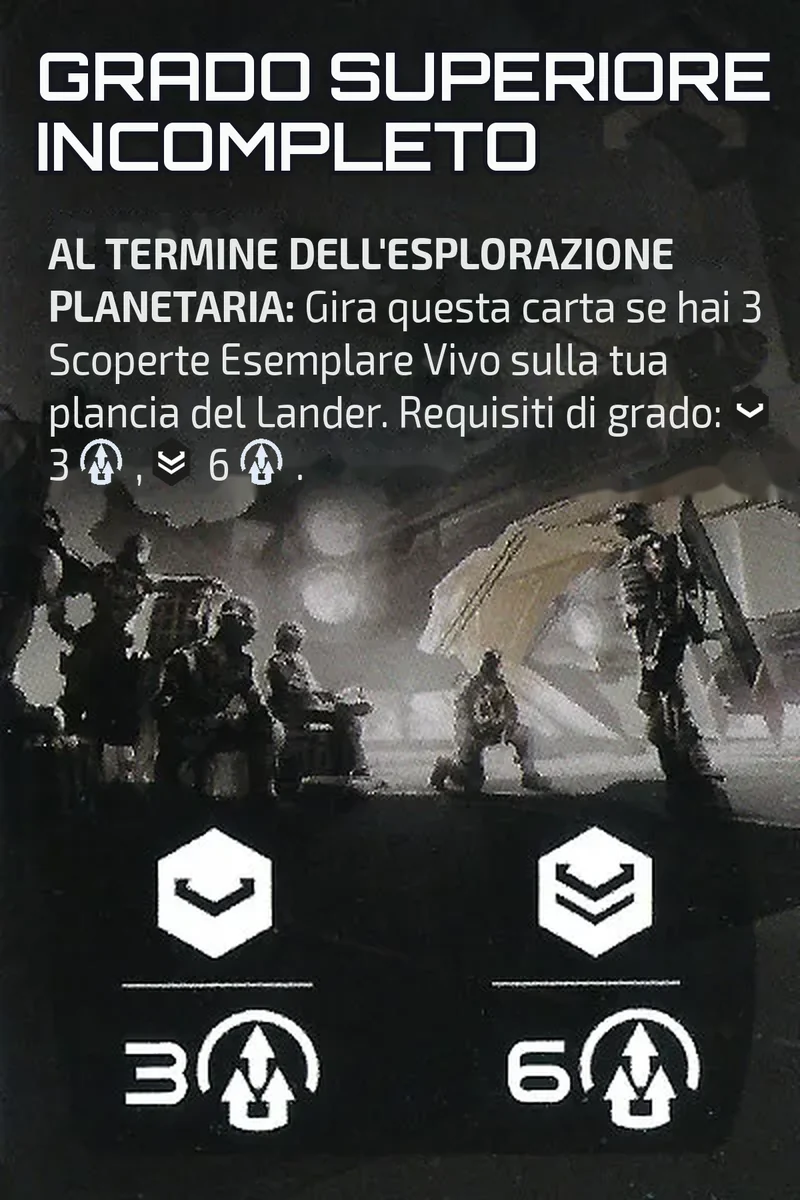 GRADO SUPERIORE
INCOMPLETO
AL TERMINE DELL'ESPLORAZIONE
PLANETARIA: Gira questa carta se hai 3
Scoperte Esemplare Vivo sulla tua
plancia del Lander. Requisiti di grado:
3 , 6 .
3 6